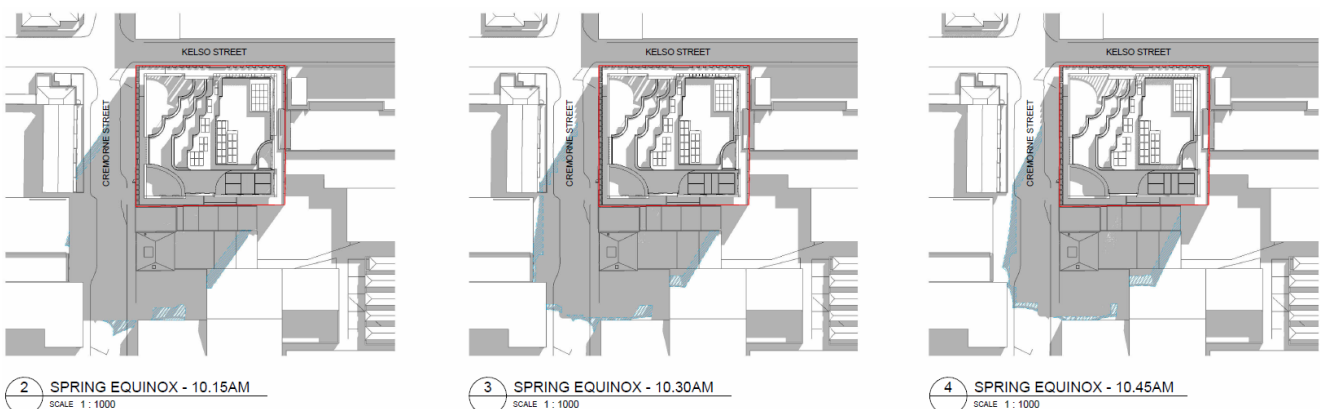 KELSO STREET
CREMORNE STREET
2 SPRING EQUINOX - 10.15AM
SCALE 1 : 1000
KELSO STREET
CREMORNE STREET
3 SPRING EQUINOX - 10.30AM
SCALE 1 : 1000
KELSO STREET
CREMORNE STREET
4 SPRING EQUINOX - 10.45AM
SCALE 1 : 1000